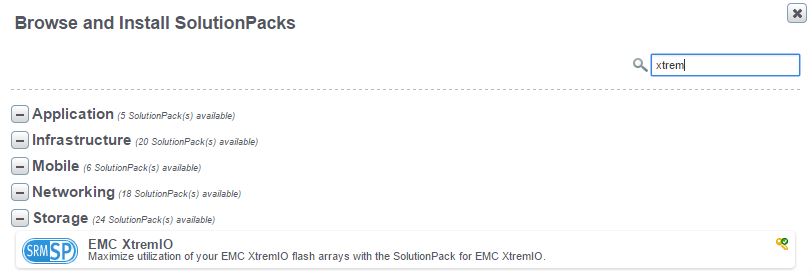 Browse and Install SolutionPacks
xtrem
Application (5 SolutionPack(s) available)
Infrastructure (20 SolutionPack(s) available)
Mobile (6 SolutionPack(s) available)
Networking (18 SolutionPack(s) available)
Storage (24 SolutionPack(s) available)
SRM SP
EMC XtremIO
Maximize utilization of your EMC XtremIO flash arrays with the SolutionPack for EMC XtremIO.